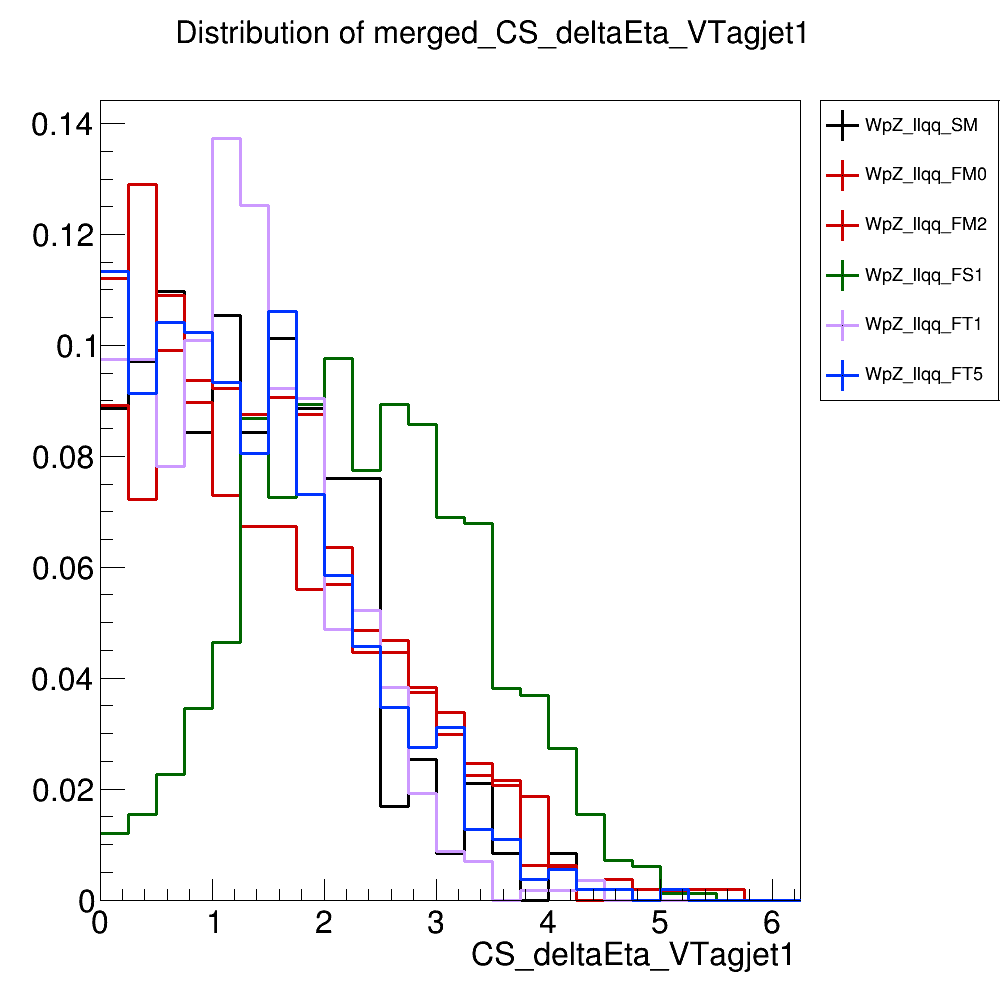 Distribution of merged_CS_deltaEta_VTagjet1
0.14
0.12
0.1
0.08
0.06
0.04
0.02
0
0 1 2 3 4 5 6
CS_deltaEta_VTagjet1
WpZ_llqq_SM
WpZ_llqq_FM0
WpZ_llqq_FM2
WpZ_llqq_FS1
WpZ_llqq_FT1
WpZ_llqq_FT5